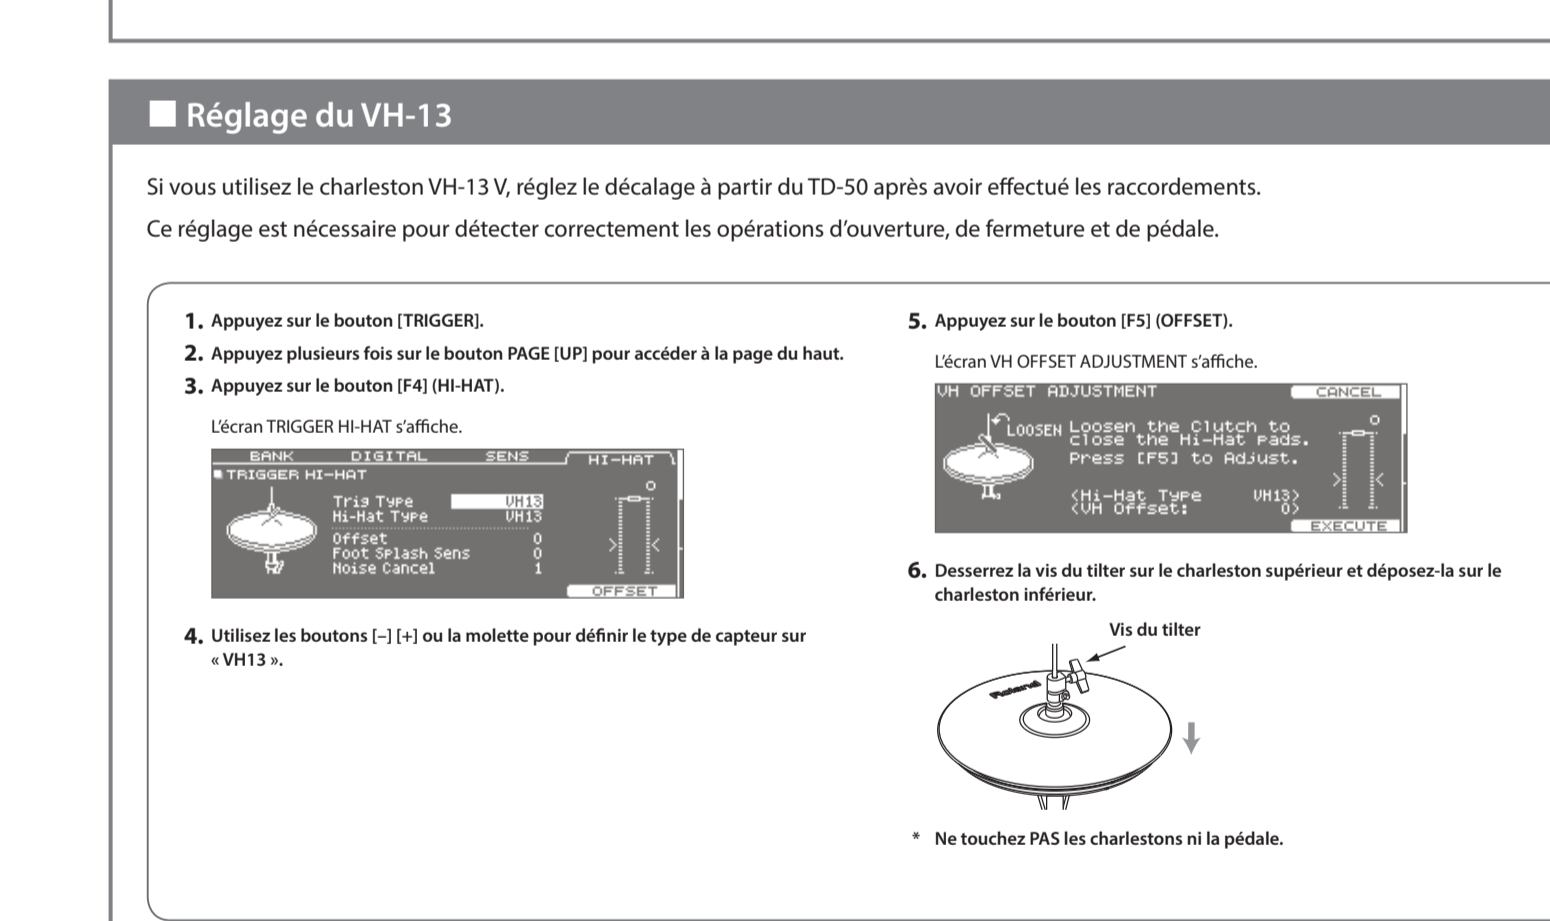 ■ Réglage du VH-13
Si vous utilisez le charleston VH-13 V, réglez le décalage à partir du TD-50 après avoir effectué les raccordements.
Ce réglage est nécessaire pour détecter correctement les opérations d’ouverture, de fermeture et de pédale.
1. Appuyez sur le bouton [TRIGGER].
2. Appuyez plusieurs fois sur le bouton PAGE [UP] pour accéder à la page du haut.
3. Appuyez sur le bouton [F4] (HI-HAT).
L’écran TRIGGER HI-HAT s’affiche.
BANK DIGITAL SENS HI-HAT
TRIGGER HI-HAT
Trig Type VH13
Hi-Hat Type VH13
Offset 0
Foot Splash Sens 0
Noise Cancel 1
OFFSET
4. Utilisez les boutons [–] [+] ou la molette pour définir le type de capteur sur
« VH13 ».
5. Appuyez sur le bouton [F5] (OFFSET).
L’écran VH OFFSET ADJUSTMENT s’affiche.
VH OFFSET ADJUSTMENT CANCEL
LOOSEN Loosen the Clutch to
close the Hi-Hat pads.
Press [F5] to Adjust.
<Hi-Hat Type VH13>
<VH Offset: 0>
EXECUTE
6. Desserrez la vis du tilter sur le charleston supérieur et déposez-la sur le
charleston inférieur.
Vis du tilter
Roland
* Ne touchez PAS les charlestons ni la pédale.